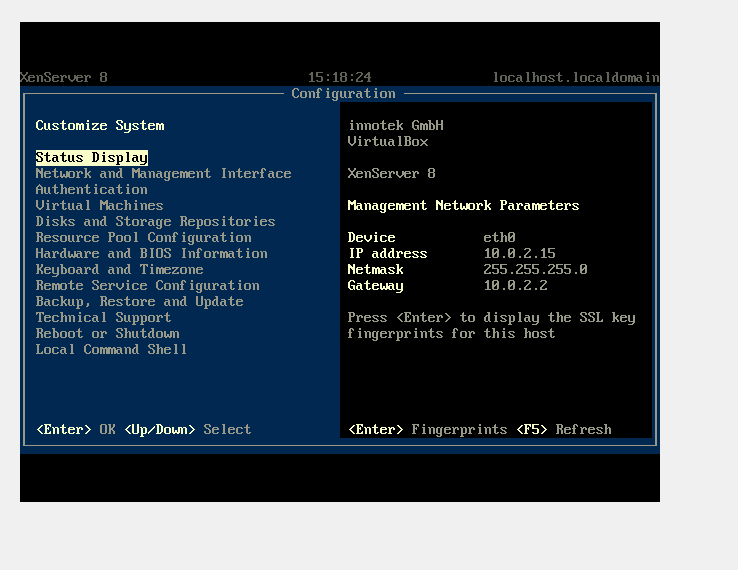 XenServer 8 15:18:24 localhost.localdomain
Configuration
Customize System
Status Display
Network and Management Interface
Authentication
Virtual Machines
Disks and Storage Repositories
Resource Pool Configuration
Hardware and BIOS Information
Keyboard and Timezone
Remote Service Configuration
Backup, Restore and Update
Technical Support
Reboot or Shutdown
Local Command Shell
<Enter> OK <Up/Down> Select
innotek GmbH
VirtualBox
XenServer 8
Management Network Parameters
Device eth0
IP address 10.0.2.15
Netmask 255.255.255.0
Gateway 10.0.2.2
Press <Enter> to display the SSL key
fingerprints for this host
<Enter> Fingerprints <F5> Refresh